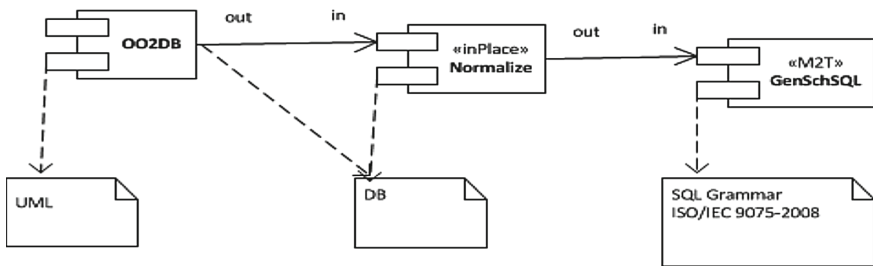 out
in
OO2DB
«inPlace»
Normalize
out
in
«M2T»
GenSchSQL
UML
DB
SQL Grammar
ISO/IEC 9075-2008